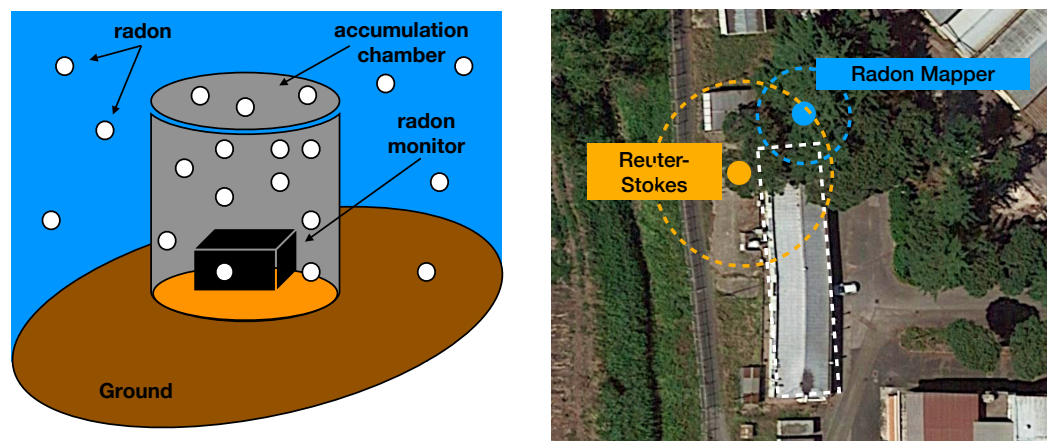 radon
accumulation
chamber
radon
monitor
Ground
Radon Mapper
Reuter-
Stokes